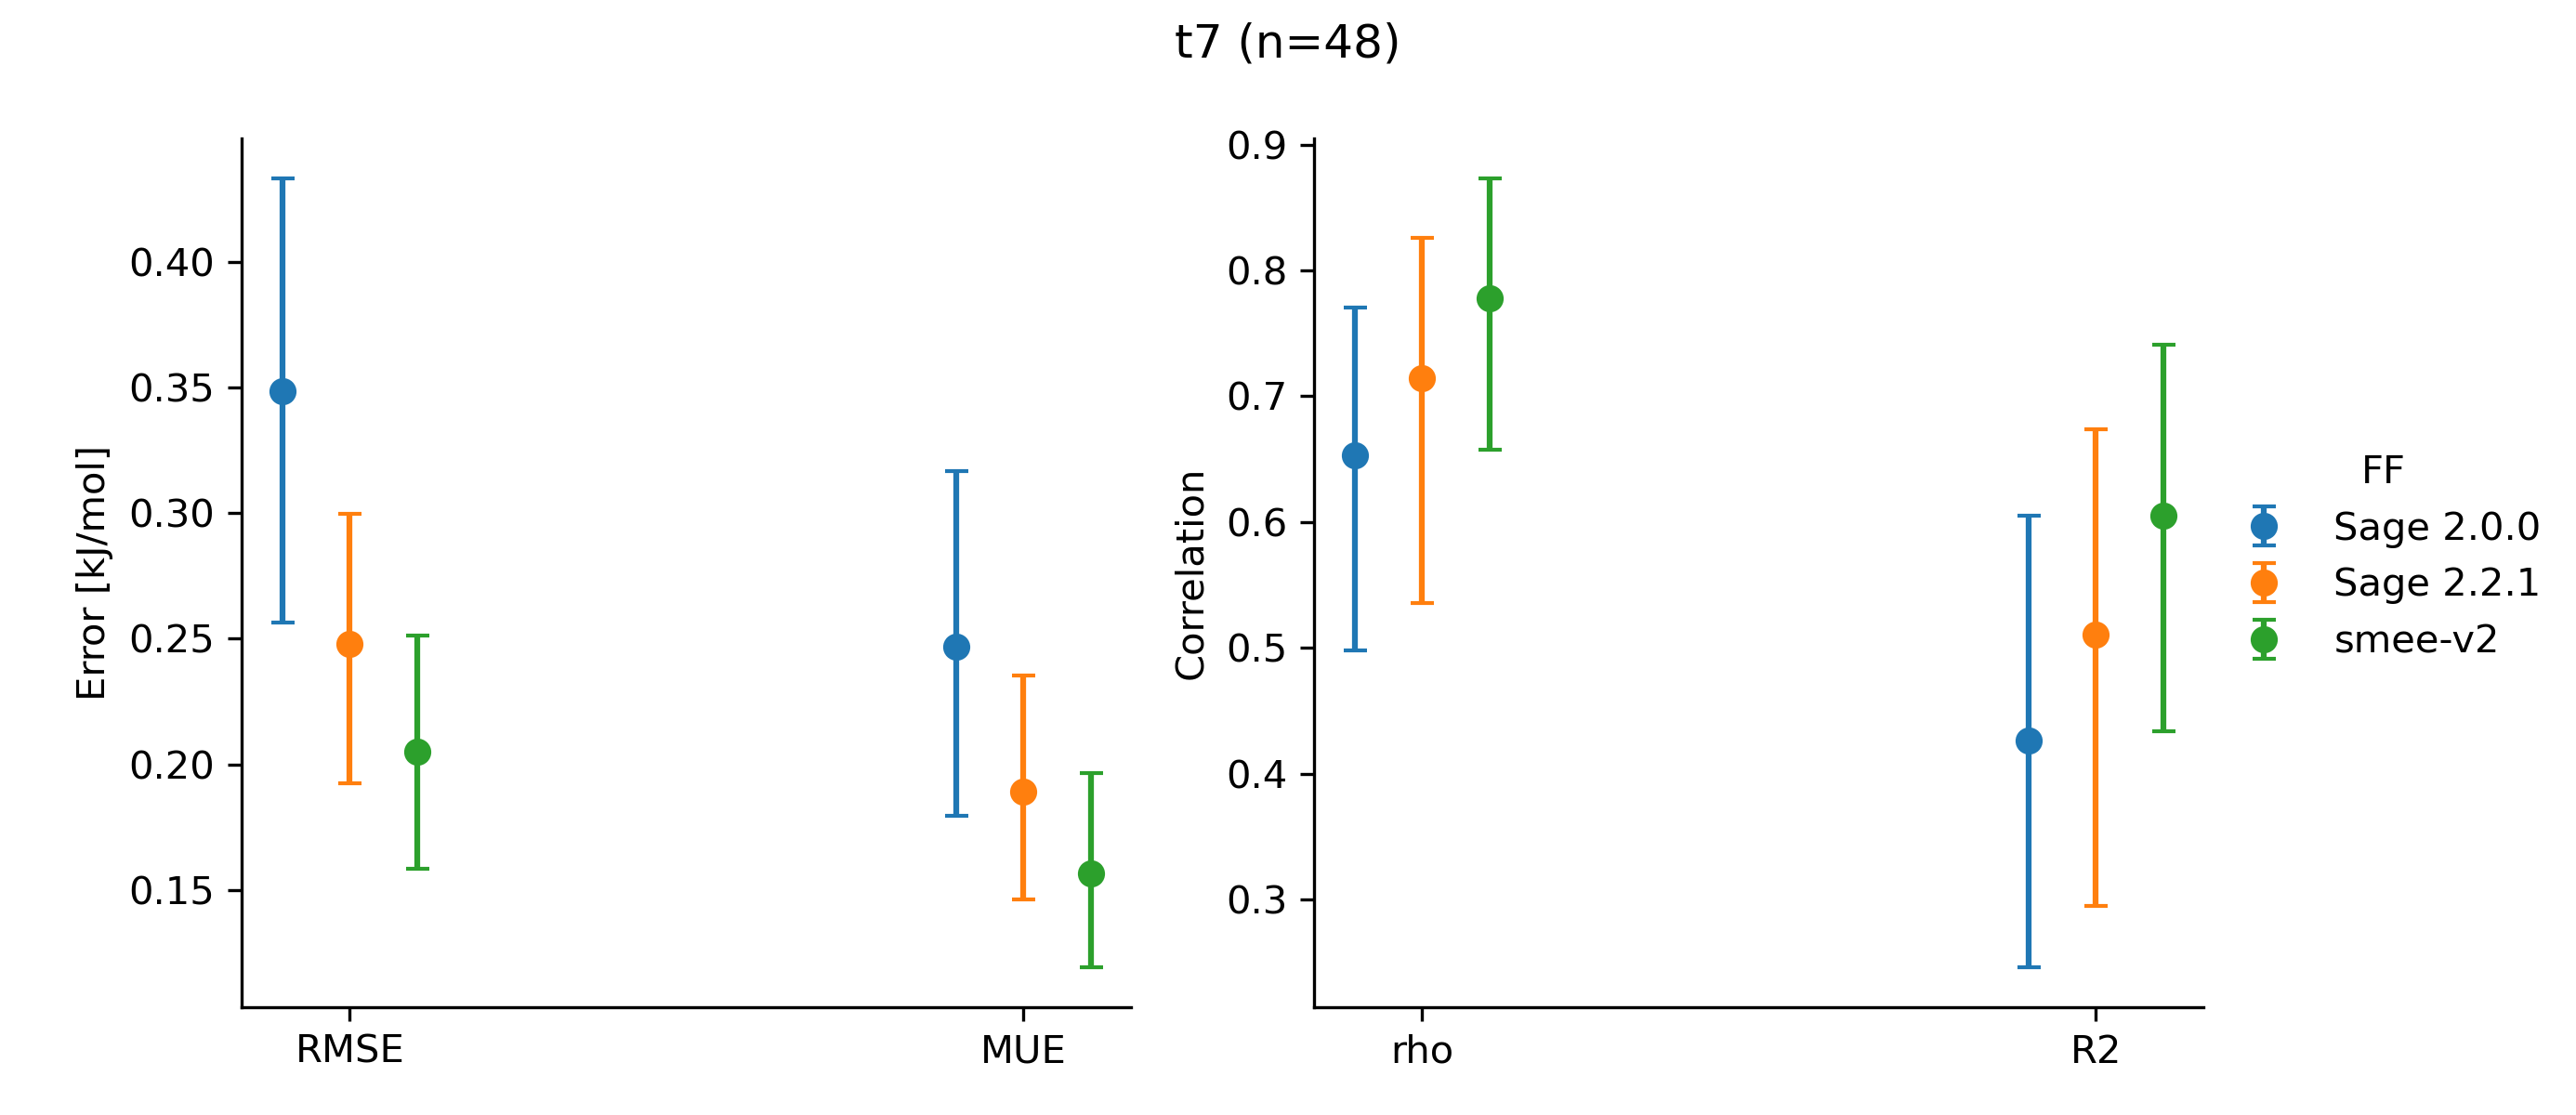 t7 (n=48)
Error [kJ/mol]
0.40
0.35
0.30
0.25
0.20
0.15
RMSE
MUE
Correlation
0.9
0.8
0.7
0.6
0.5
0.4
0.3
rho
R2
FF
Sage 2.0.0
Sage 2.2.1
smee-v2